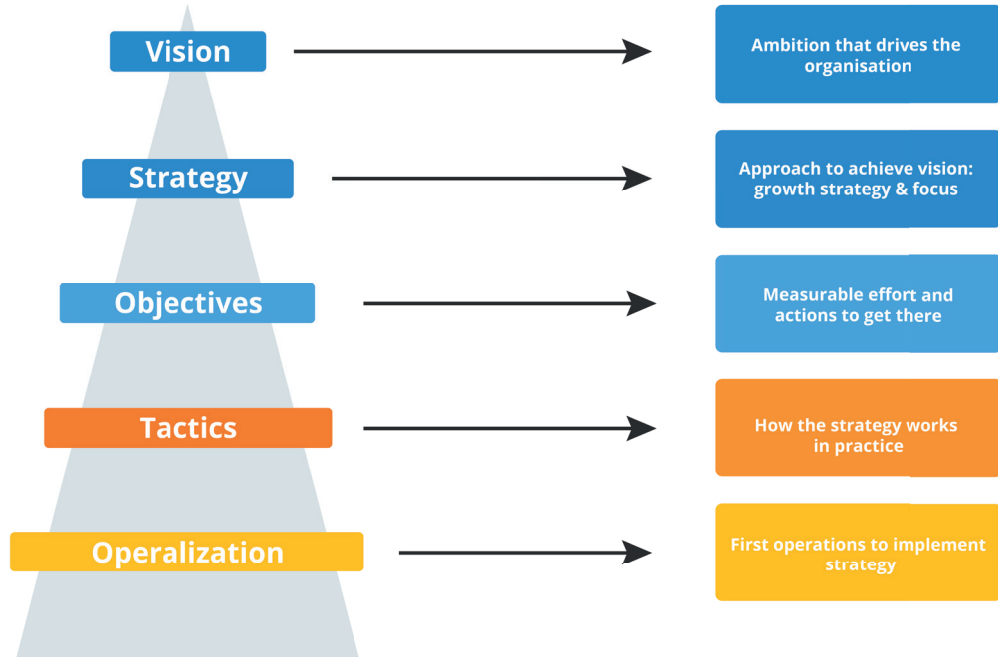 Vision
Ambition that drives the
organisation
Strategy
Approach to achieve vision:
growth strategy & focus
Objectives
Measurable effort and
actions to get there
Tactics
How the strategy works
in practice
Operalization
First operations to implement
strategy